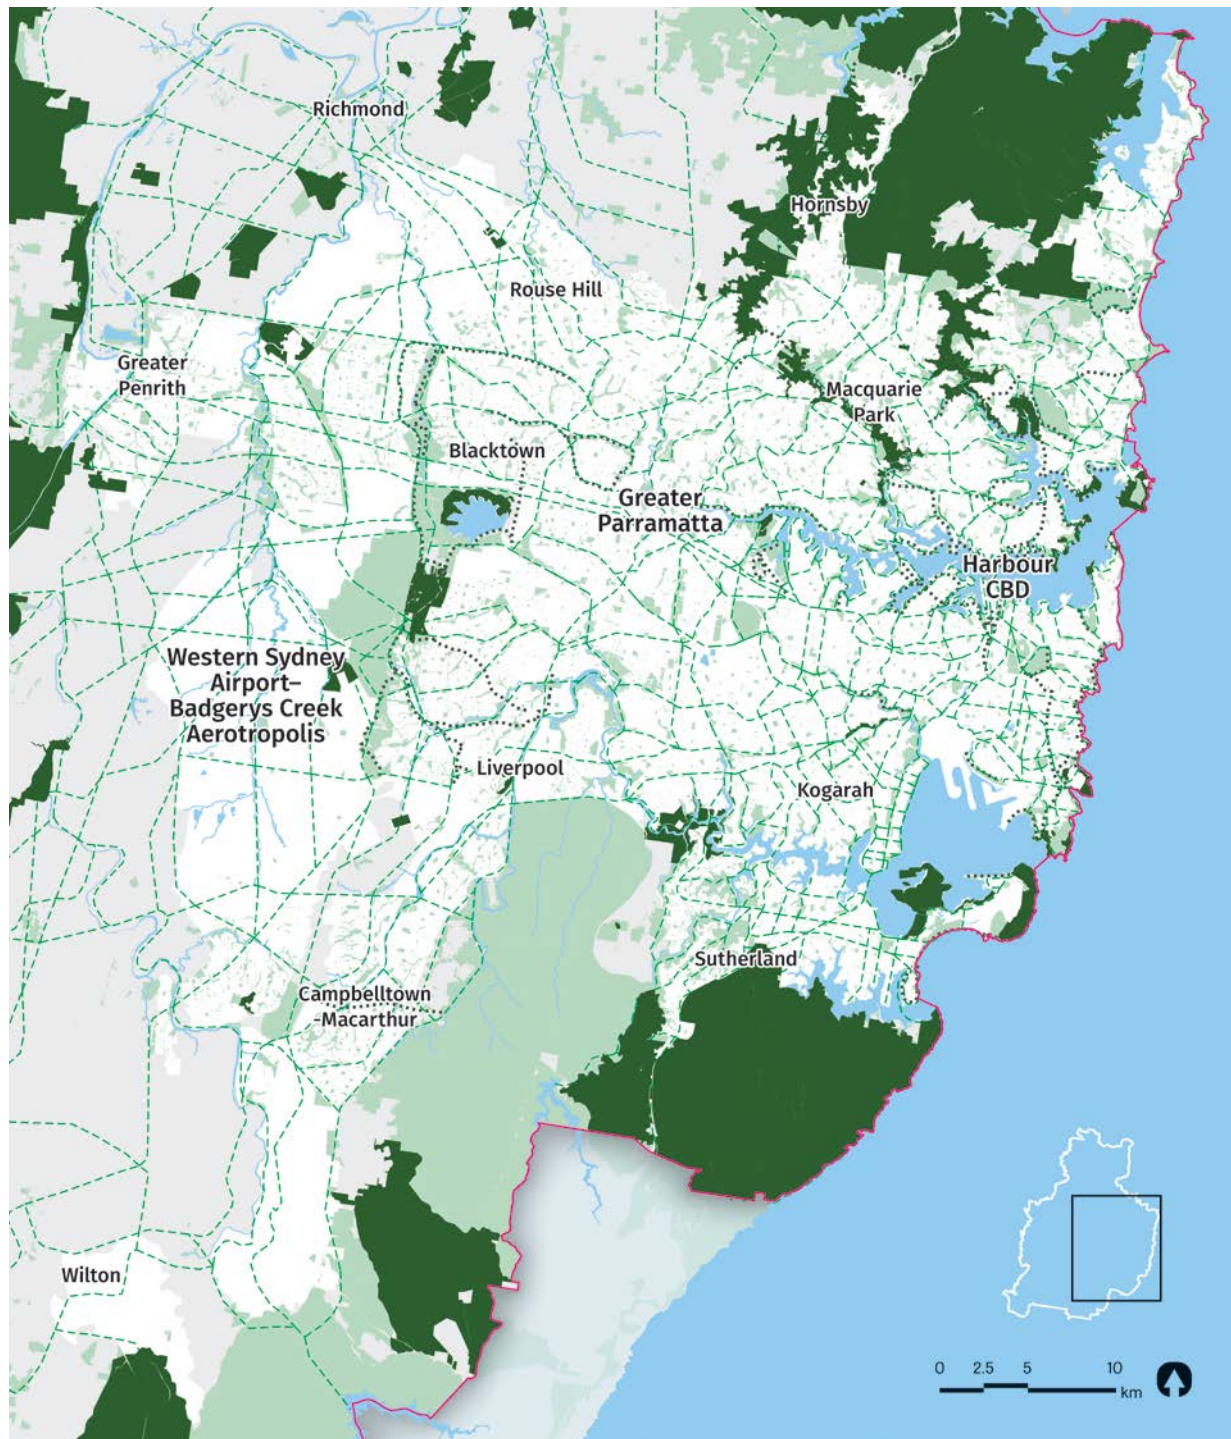 Richmond
Hornsby
Rouse Hill
Greater
Penrith
Macquarie
Park
Blacktown
Greater
Parramatta
Harbour
CBD
Western Sydney
Airport–
Badgerys Creek
Aerotropolis
Liverpool
Kogarah
Sutherland
Campbelltown
-Macarthur
Wilton
0 2.5 5 10
km